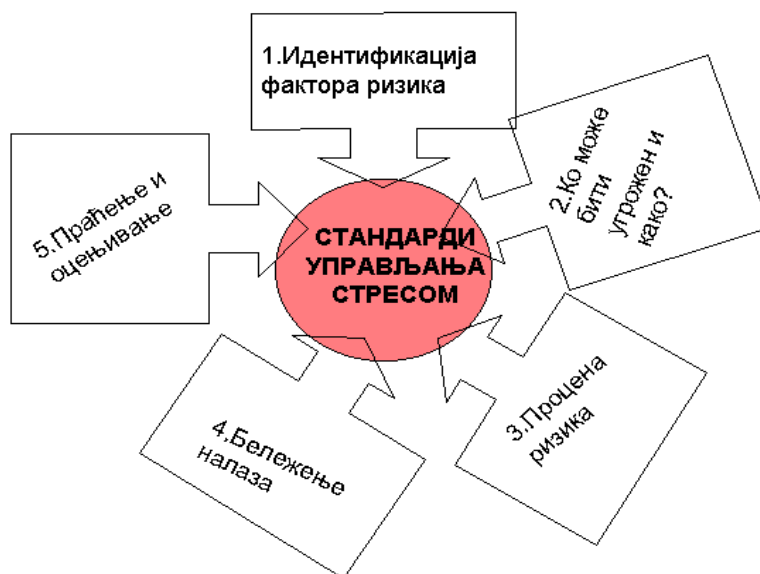 1.Идентификација
фактора ризика
2.Ко може
бити
угрожен и
како?
3.Процена
ризика
4.Бележење
налаза
5.Праћење и
оцењивање
СТАНДАРДИ
УПРАВЉАЊА
СТРЕСОМ